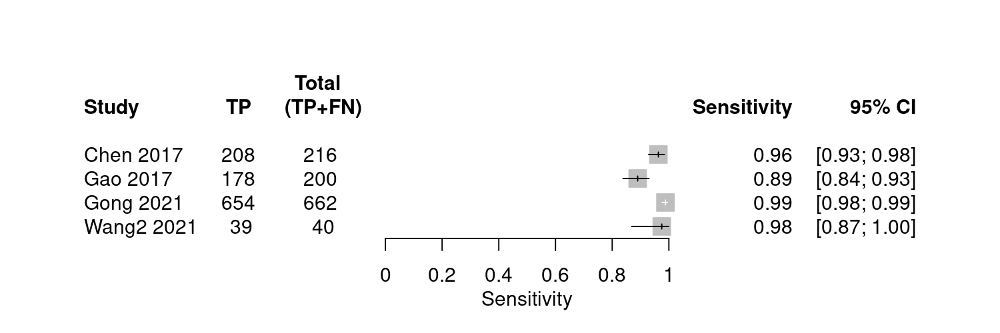 Total
Study TP (TP+FN) Sensitivity 95% CI
Chen 2017 208 216 0.96 [0.93; 0.98]
Gao 2017 178 200 0.89 [0.84; 0.93]
Gong 2021 654 662 0.99 [0.98; 0.99]
Wang2 2021 39 40 0.98 [0.87; 1.00]
0 0.2 0.4 0.6 0.8 1
Sensitivity